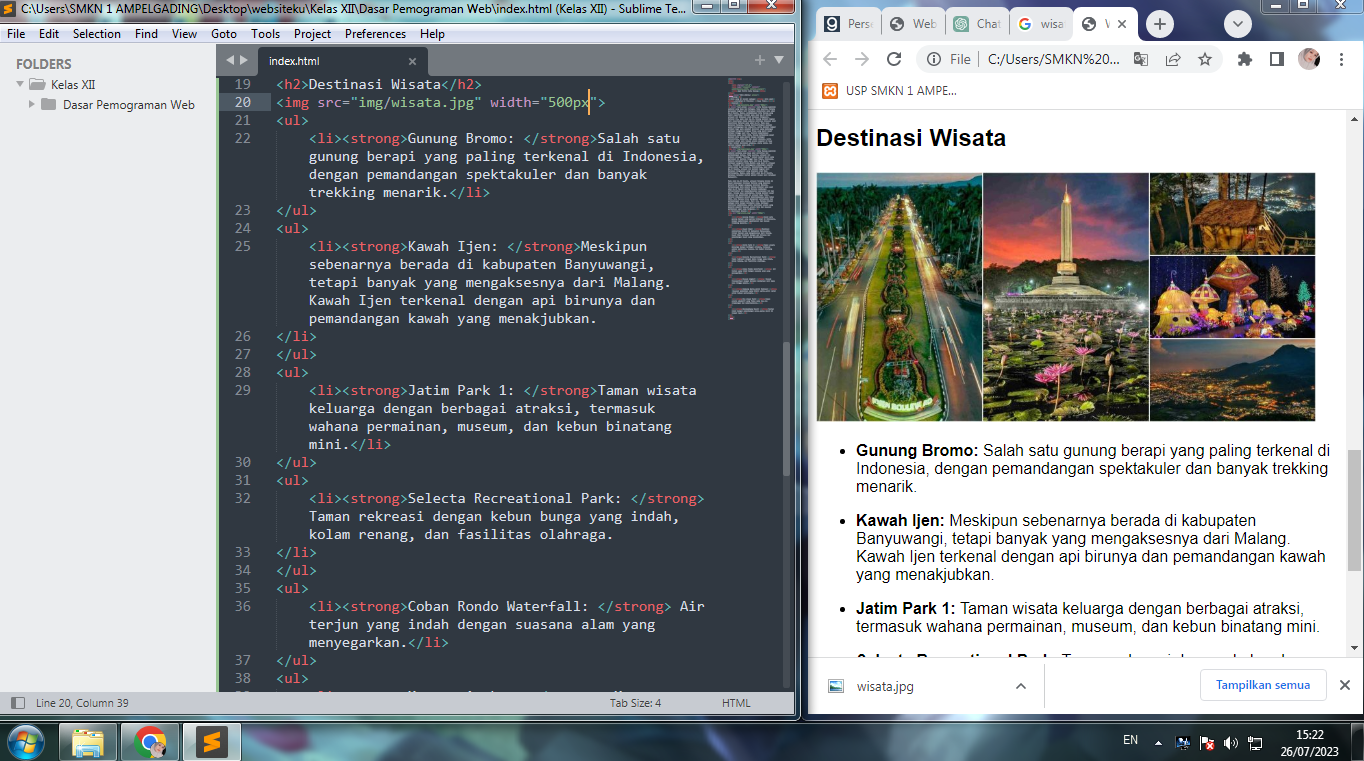 C:\Users\SMKN 1 AMPELGADING\Desktop\websiteku\Kelas XII\Dasar Pemograman Web\index.html (Kelas XII) - Sublime Te...
File Edit Selection Find View Goto Tools Project Preferences Help
FOLDERS
Kelas XII
Dasar Pemograman Web
index.html
19 <h2>Destinasi Wisata</h2>
20 <img src="img/wisata.jpg" width="500px">
21 <ul>
22 <li><strong>Gunung Bromo: </strong>Salah satu
gunung berapi yang paling terkenal di Indonesia,
dengan pemandangan spektakuler dan banyak
trekking menarik.</li>
23 </ul>
24 <ul>
25 <li><strong>Kawah Ijen: </strong>Meskipun
sebenarnya berada di kabupaten Banyuwangi,
tetapi banyak yang mengaksesnya dari Malang.
Kawah Ijen terkenal dengan api birunya dan
pemandangan kawah yang menakjubkan.
26 </li>
27 </ul>
28 <ul>
29 <li><strong>Jatim Park 1: </strong>Taman wisata
keluarga dengan berbagai atraksi, termasuk
wahana permainan, museum, dan kebun binatang
mini.</li>
30 </ul>
31 <ul>
32 <li><strong>Selecta Recreational Park: </strong>
Taman rekreasi dengan kebun bunga yang indah,
kolam renang, dan fasilitas olahraga.
33 </li>
34 </ul>
35 <ul>
36 <li><strong>Coban Rondo Waterfall: </strong> Air
terjun yang indah dengan suasana alam yang
menyegarkan.</li>
37 </ul>
38 <ul>
Line 20, Column 39
Tab Size: 4
HTML
Pers Web Chat wisa
File C:/Users/SMKN%20...
USP SMKN 1 AMPE...
Destinasi Wisata
Gunung Bromo: Salah satu gunung berapi yang paling terkenal di
Indonesia, dengan pemandangan spektakuler dan banyak trekking
menarik.
Kawah Ijen: Meskipun sebenarnya berada di kabupaten
Banyuwangi, tetapi banyak yang mengaksesnya dari Malang.
Kawah Ijen terkenal dengan api birunya dan pemandangan kawah
yang menakjubkan.
Jatim Park 1: Taman wisata keluarga dengan berbagai atraksi,
termasuk wahana permainan, museum, dan kebun binatang mini.
wisata.jpg
Tampilkan semua
EN
15:22
26/07/2023